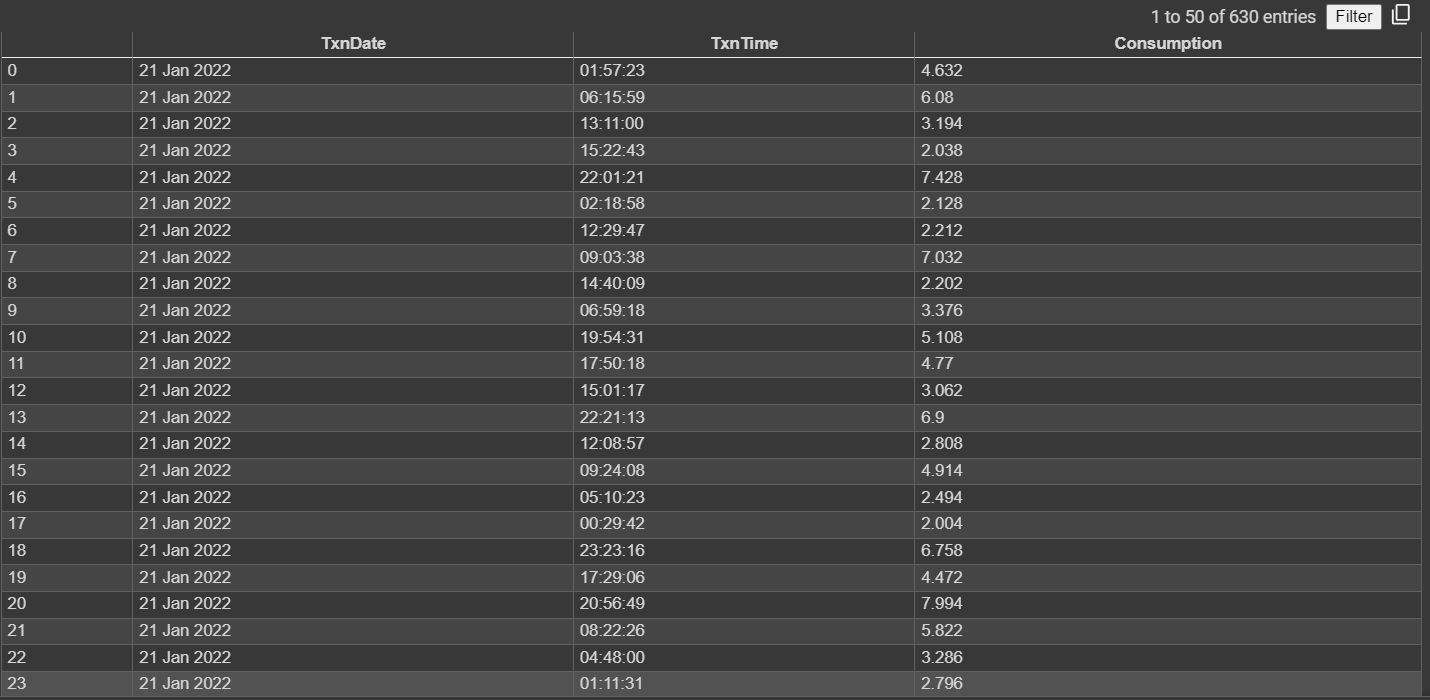 1 to 50 of 630 entries Filter
TxnDate TxnTime Consumption
0 21 Jan 2022 01:57:23 4.632
1 21 Jan 2022 06:15:59 6.08
2 21 Jan 2022 13:11:00 3.194
3 21 Jan 2022 15:22:43 2.038
4 21 Jan 2022 22:01:21 7.428
5 21 Jan 2022 02:18:58 2.128
6 21 Jan 2022 12:29:47 2.212
7 21 Jan 2022 09:03:38 7.032
8 21 Jan 2022 14:40:09 2.202
9 21 Jan 2022 06:59:18 3.376
10 21 Jan 2022 19:54:31 5.108
11 21 Jan 2022 17:50:18 4.77
12 21 Jan 2022 15:01:17 3.062
13 21 Jan 2022 22:21:13 6.9
14 21 Jan 2022 12:08:57 2.808
15 21 Jan 2022 09:24:08 4.914
16 21 Jan 2022 05:10:23 2.494
17 21 Jan 2022 00:29:42 2.004
18 21 Jan 2022 23:23:16 6.758
19 21 Jan 2022 17:29:06 4.472
20 21 Jan 2022 20:56:49 7.994
21 21 Jan 2022 08:22:26 5.822
22 21 Jan 2022 04:48:00 3.286
23 21 Jan 2022 01:11:31 2.796